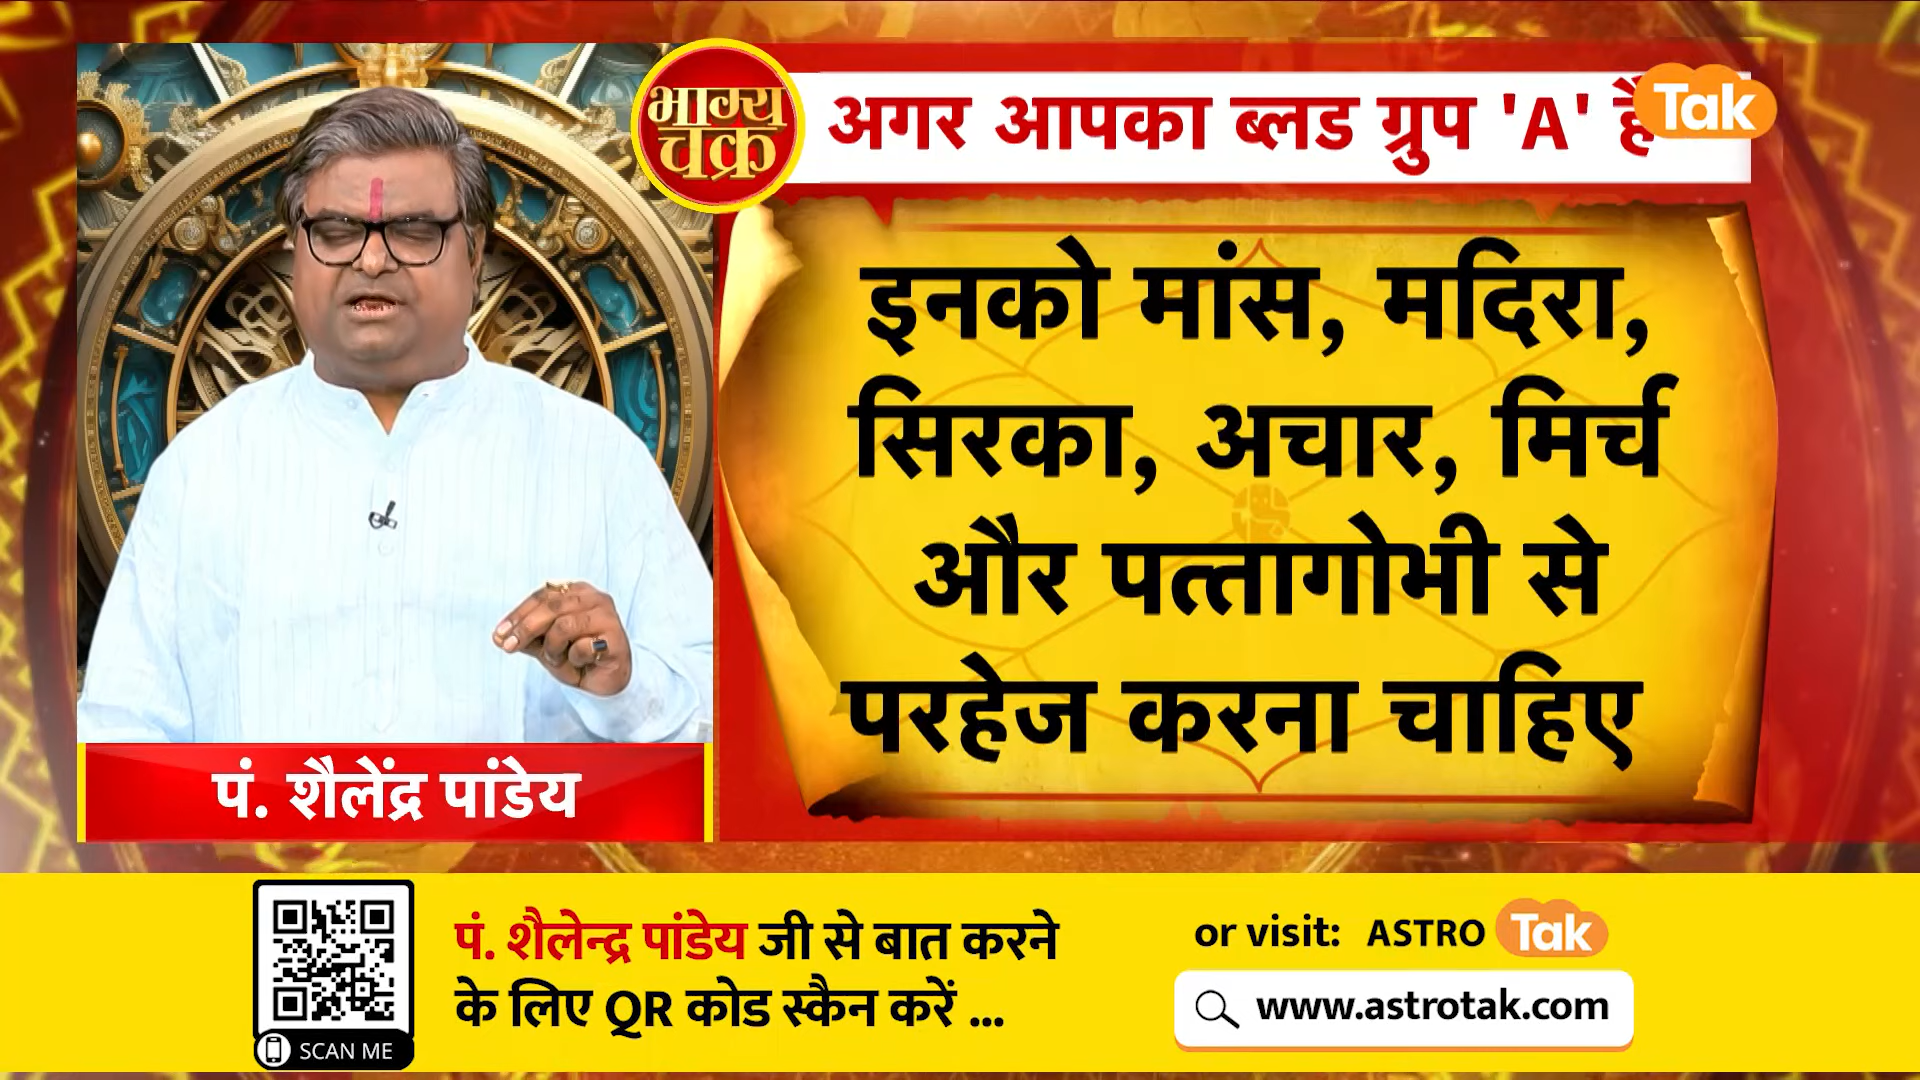 भाग्य
चक्र
अगर आपका ब्लड ग्रुप 'A' है
Tak
इनको मांस, मदिरा,
सिरका, अचार, मिर्च
और पत्तागोभी से
परहेज करना चाहिए
पं. शैलेंद्र पांडेय
SCAN ME
पं. शैलेन्द्र पांडेय जी से बात करने
के लिए QR कोड स्कैन करें ...
or visit: ASTRO Tak
www.astrotak.com